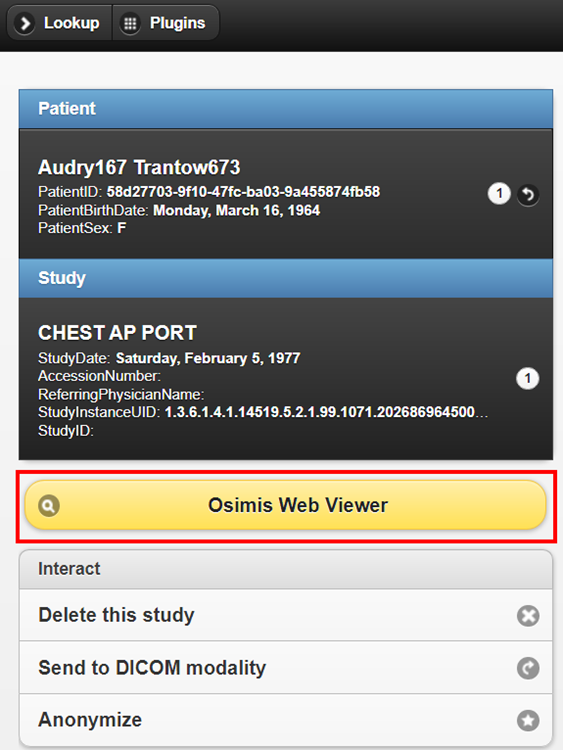 Lookup Plugins
Patient
Audry167 Trantow673
PatientID: 58d27703-9f10-47fc-ba03-9a455874fb58
1
PatientBirthDate: Monday, March 16, 1964
PatientSex: F
Study
CHEST AP PORT
StudyDate: Saturday, February 5, 1977
AccessionNumber:
1
ReferringPhysicianName:
StudyInstanceUID: 1.3.6.1.4.1.14519.5.2.1.99.1071.202686964500...
StudyID:
Osimis Web Viewer
Interact
Delete this study
Send to DICOM modality
Anonymize